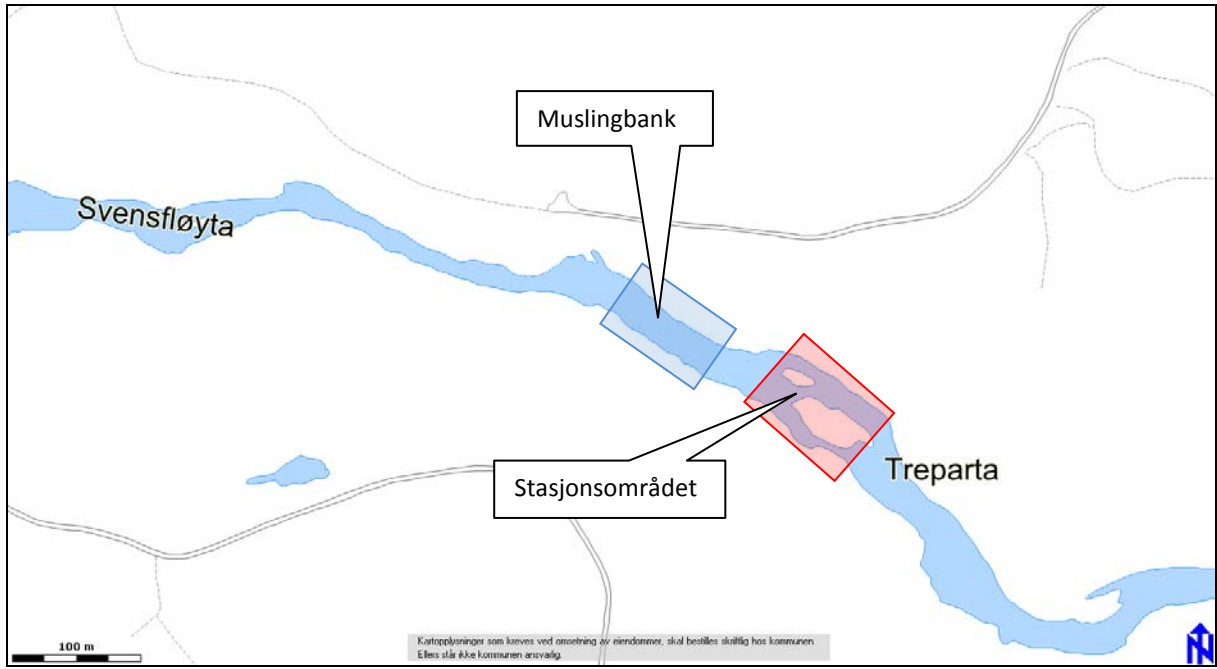 Muslingbank
Svensfløyta
Treparta
Stasjonsområdet
100 m
Kartopplysninger som kreves ved omsetning av eiendommer, skal bestilles skriftlig hos kommunen.
Ellers står ikke kommunen ansvarlig.
N